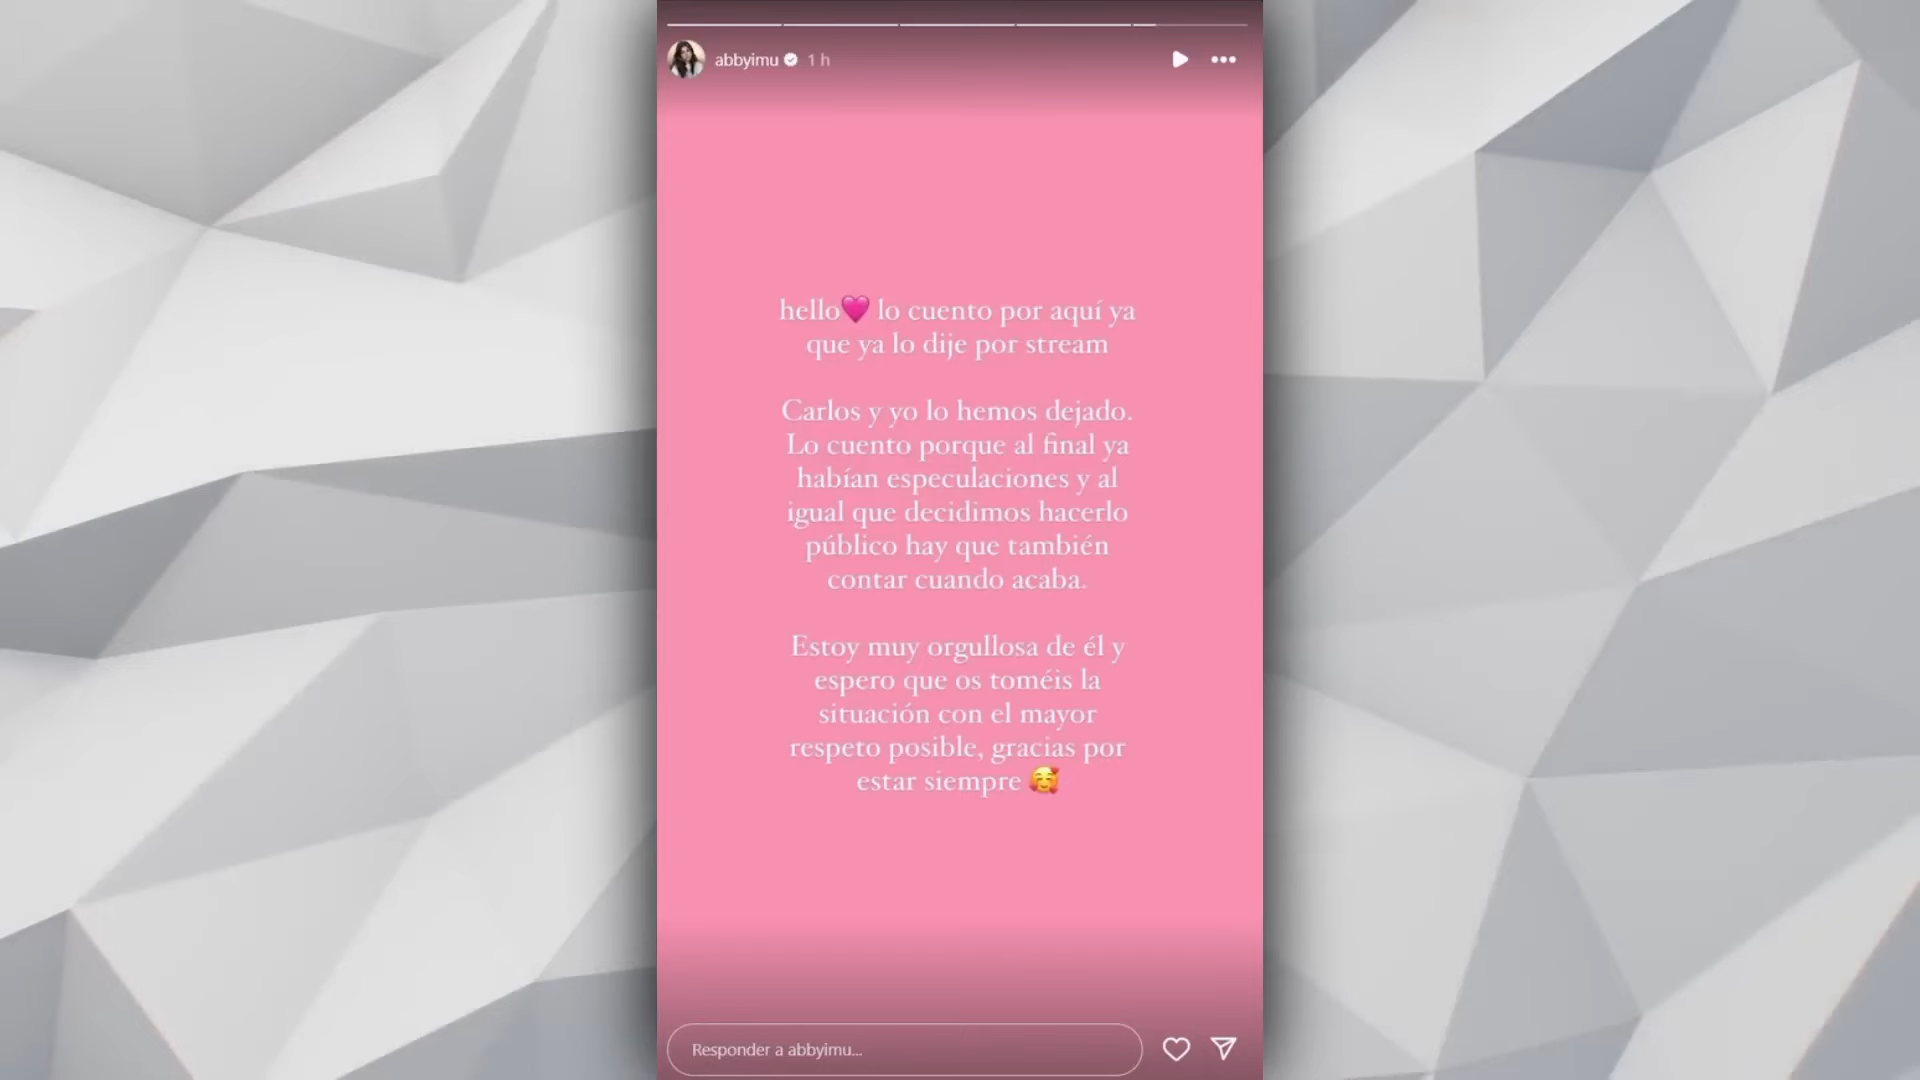 abbyimu 1 h
hello🩷 lo cuento por aquí ya
que ya lo dije por stream
Carlos y yo lo hemos dejado.
Lo cuento porque al final ya
habían especulaciones y al
igual que decidimos hacerlo
público hay que también
contar cuando acaba.
Estoy muy orgullosa de él y
espero que os toméis la
situación con el mayor
respeto posible, gracias por
estar siempre 🥰
Responder a abbyimu...